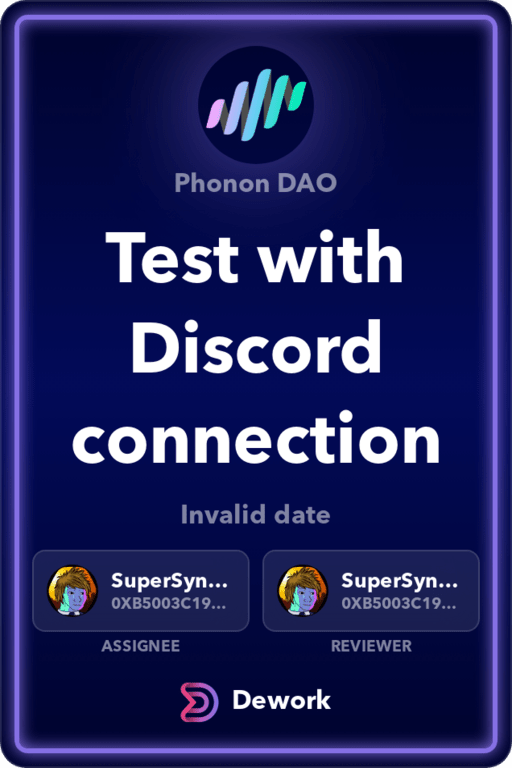 Phonon DAO
Test with
Discord
connection
Invalid date
SuperSyn...
0XB5003C19...
ASSIGNEE
SuperSyn...
0XB5003C19...
REVIEWER
Dework